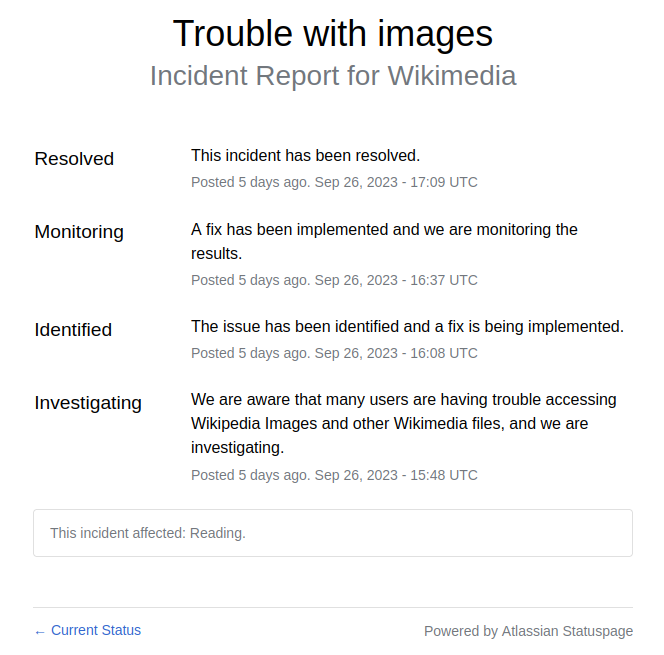 Trouble with images
Incident Report for Wikimedia
Resolved
This incident has been resolved.
Posted 5 days ago. Sep 26, 2023 - 17:09 UTC
Monitoring
A fix has been implemented and we are monitoring the
results.
Posted 5 days ago. Sep 26, 2023 - 16:37 UTC
Identified
The issue has been identified and a fix is being implemented.
Posted 5 days ago. Sep 26, 2023 - 16:08 UTC
Investigating
We are aware that many users are having trouble accessing
Wikipedia Images and other Wikimedia files, and we are
investigating.
Posted 5 days ago. Sep 26, 2023 - 15:48 UTC
This incident affected: Reading.
← Current Status
Powered by Atlassian Statuspage